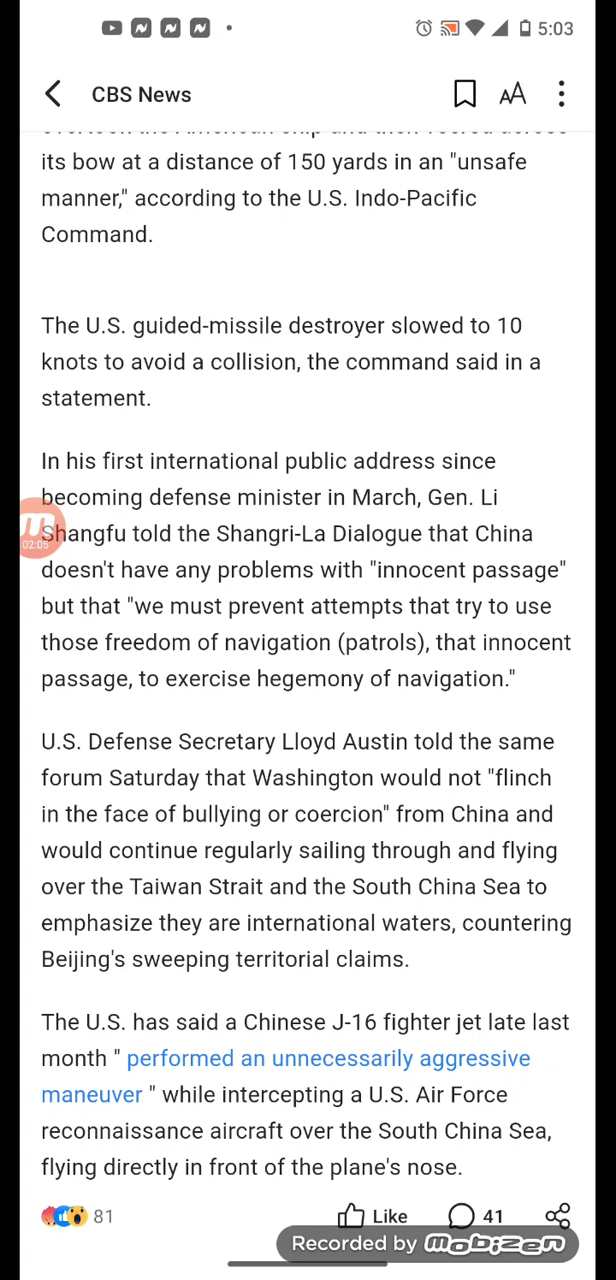 5:03
CBS News
AA
its bow at a distance of 150 yards in an "unsafe
manner," according to the U.S. Indo-Pacific
Command.
The U.S. guided-missile destroyer slowed to 10
knots to avoid a collision, the command said in a
statement.
In his first international public address since
becoming defense minister in March, Gen. Li
Shangfu told the Shangri-La Dialogue that China
02:05
doesn't have any problems with "innocent passage"
but that "we must prevent attempts that try to use
those freedom of navigation (patrols), that innocent
passage, to exercise hegemony of navigation."
U.S. Defense Secretary Lloyd Austin told the same
forum Saturday that Washington would not "flinch
in the face of bullying or coercion" from China and
would continue regularly sailing through and flying
over the Taiwan Strait and the South China Sea to
emphasize they are international waters, countering
Beijing's sweeping territorial claims.
The U.S. has said a Chinese J-16 fighter jet late last
month " performed an unnecessarily aggressive
maneuver " while intercepting a U.S. Air Force
reconnaissance aircraft over the South China Sea,
flying directly in front of the plane's nose.
81 Like 41
Recorded by mobizen